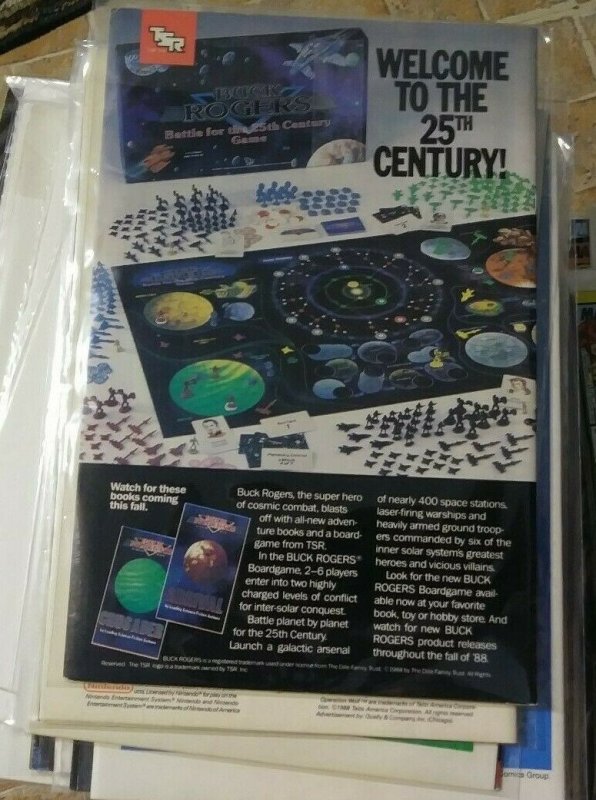 TSR
WELCOME
TO THE
25TH
CENTURY!
BUCK
ROGERS
Battle for the 25th Century
Game
Watch for these
books coming
this fall.
ARRIVAL
Buck Rogers, the super hero
of cosmic combat, blasts
off with all-new adven-
ture books and a board-
game from TSR.
In the BUCK ROGERS®
Boardgame, 2–6 players
enter into two highly
charged levels of conflict
for inter-solar conquest.
Battle planet by planet
for the 25th Century.
Launch a galactic arsenal
of nearly 400 space stations,
laser-firing warships and
heavily armed ground troop-
ers commanded by six of the
inner solar system's greatest
heroes and vicious villains.
Look for the new BUCK
ROGERS Boardgame avail-
able now at your favorite
book, toy or hobby store. And
watch for new BUCK
ROGERS product releases
throughout the fall of '88.
BUCK ROGERS is a registered trademark used under license from The Dille Family Trust. © 1988 by The Dille Family Trust. All Rights
Reserved. The TSR logo is a trademark owned by TSR, Inc.
Nintendo
Licensed by Nintendo® for play on the
Nintendo Entertainment System.® Nintendo and Nintendo
Entertainment System® are trademarks of Nintendo of America
Operation Wolf™ are trademarks of Taito America Corpora-
tion. ©1988 Taito America Corporation. All rights reserved.
Advertisement by: Qually & Company, Inc. (Chicago).
omics Group